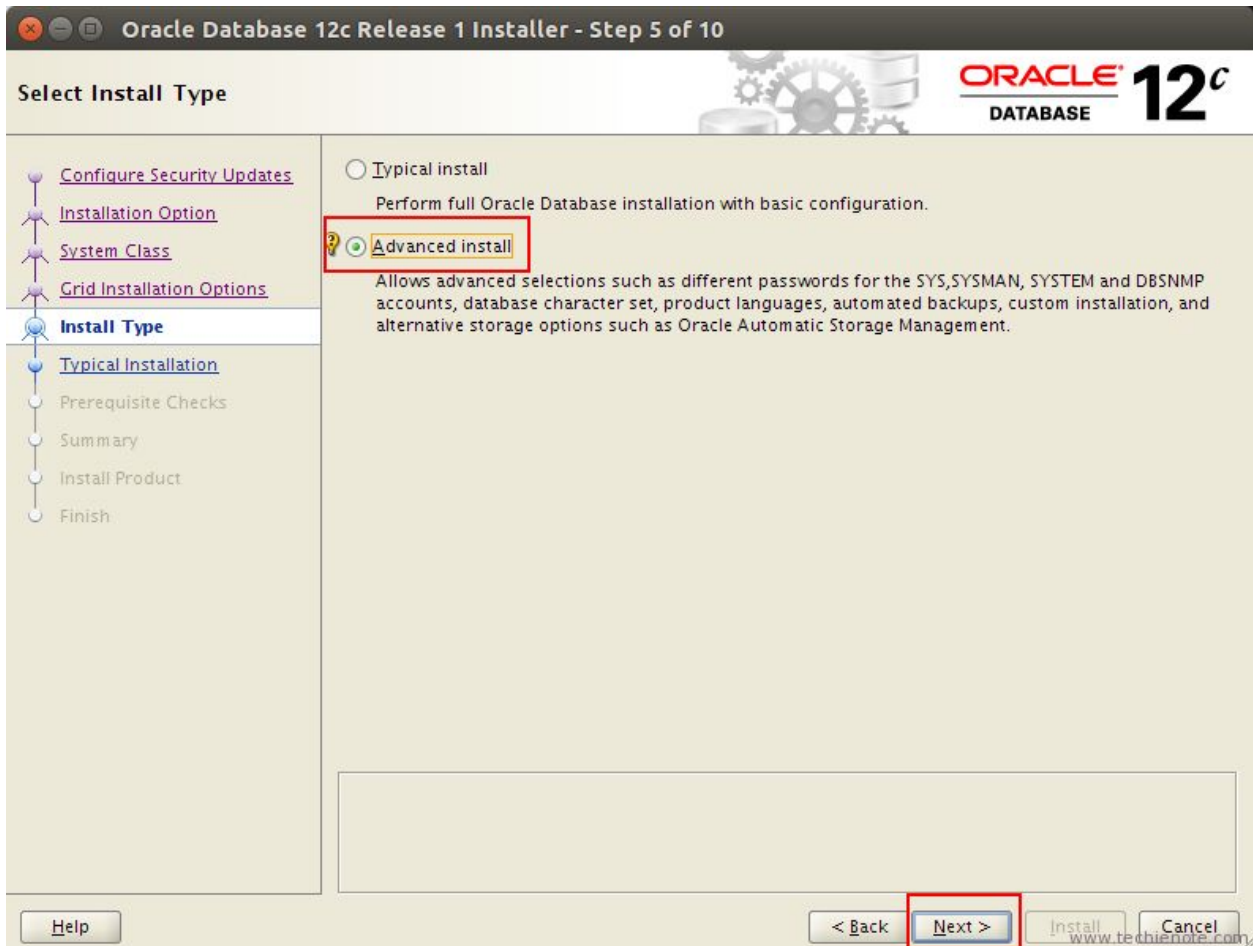 Oracle Database 12c Release 1 Installer - Step 5 of 10
Select Install Type
ORACLE
DATABASE
12c
Configure Security Updates
Installation Option
System Class
Grid Installation Options
Install Type
Typical Installation
Prerequisite Checks
Summary
Install Product
Finish
Typical install
Perform full Oracle Database installation with basic configuration.
Advanced install
Allows advanced selections such as different passwords for the SYS,SYSMAN, SYSTEM and DBSNMP
accounts, database character set, product languages, automated backups, custom installation, and
alternative storage options such as Oracle Automatic Storage Management.
Help
< Back
Next >
Install
Cancel
www.techienote.com